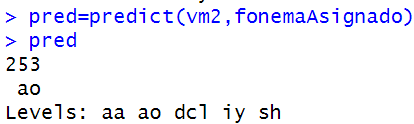 > pred=predict(vm2,fonemaAsignado)
> pred
253
 ao
Levels: aa ao dcl iy sh